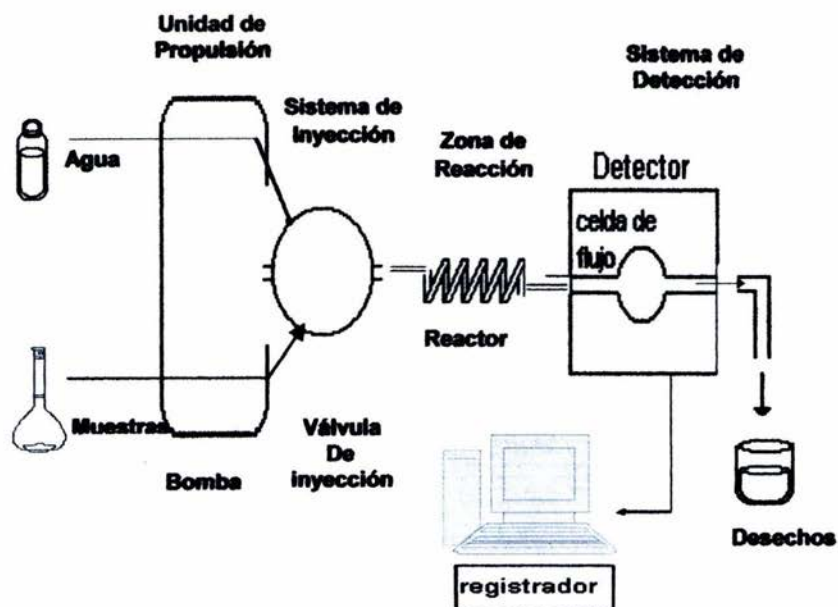 Unidad de
Propulsión
Sistema de
Detección
Sistema de
Inyección
Agua
Zona de
Reacción
Detector
celda de
flujo
Reactor
Muestras
Válvula
De
inyección
Bomba
Desechos
registrador